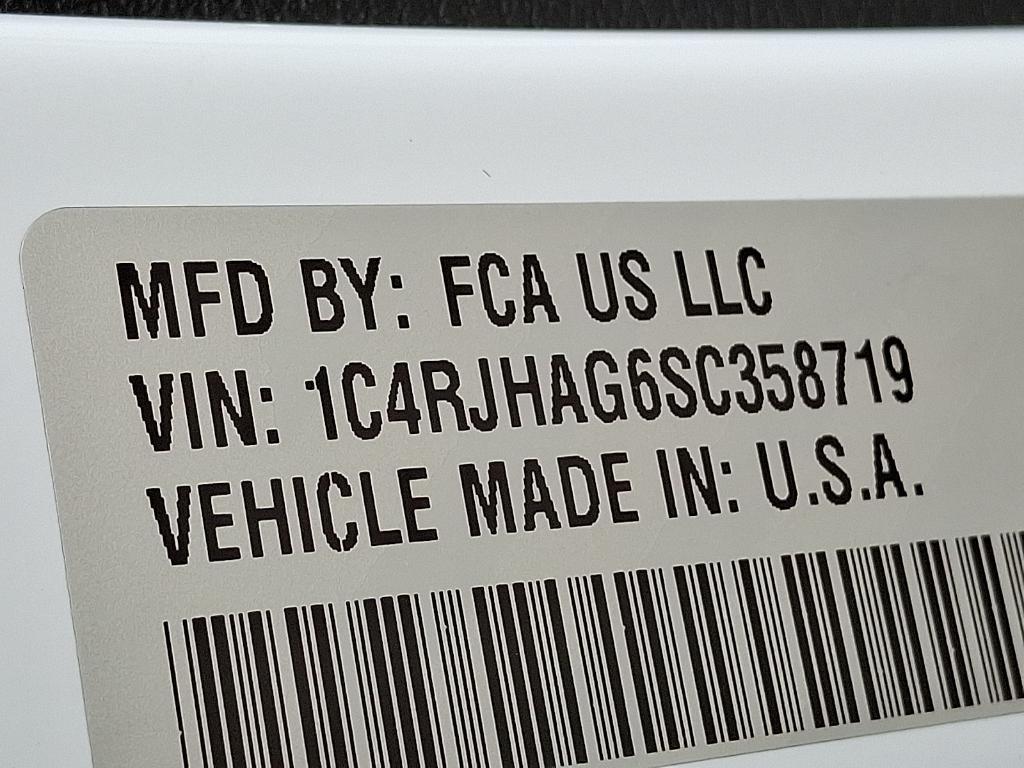 MFD BY: FCA US LLC
VIN: 1C4RJHAG6SC358719
VEHICLE MADE IN: U.S.A.